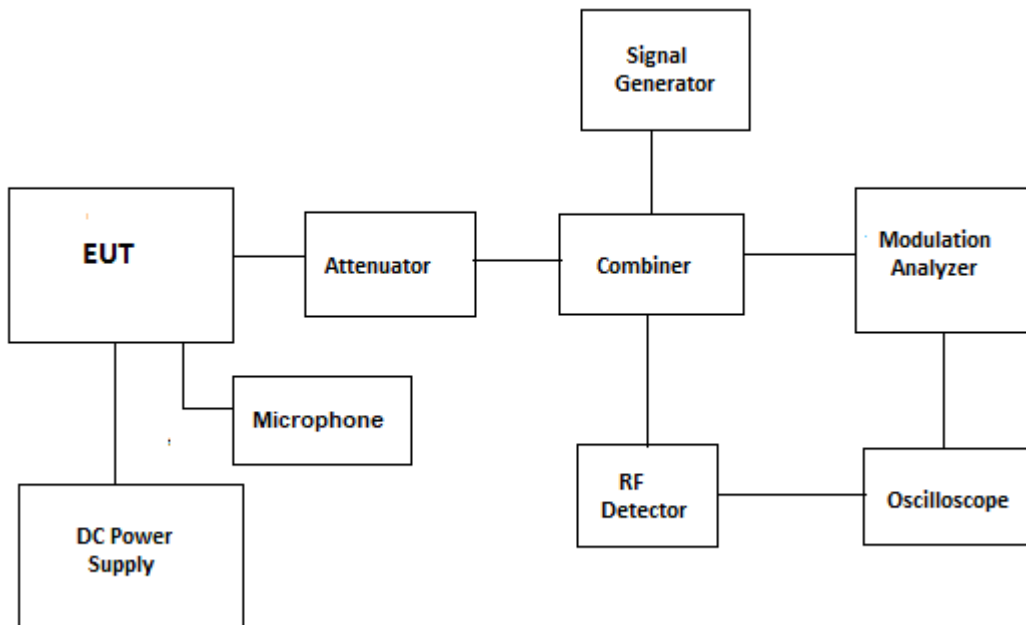 Signal
Generator
EUT
Attenuator
Combiner
Modulation
Analyzer
Microphone
RF
Detector
Oscilloscope
DC Power
Supply